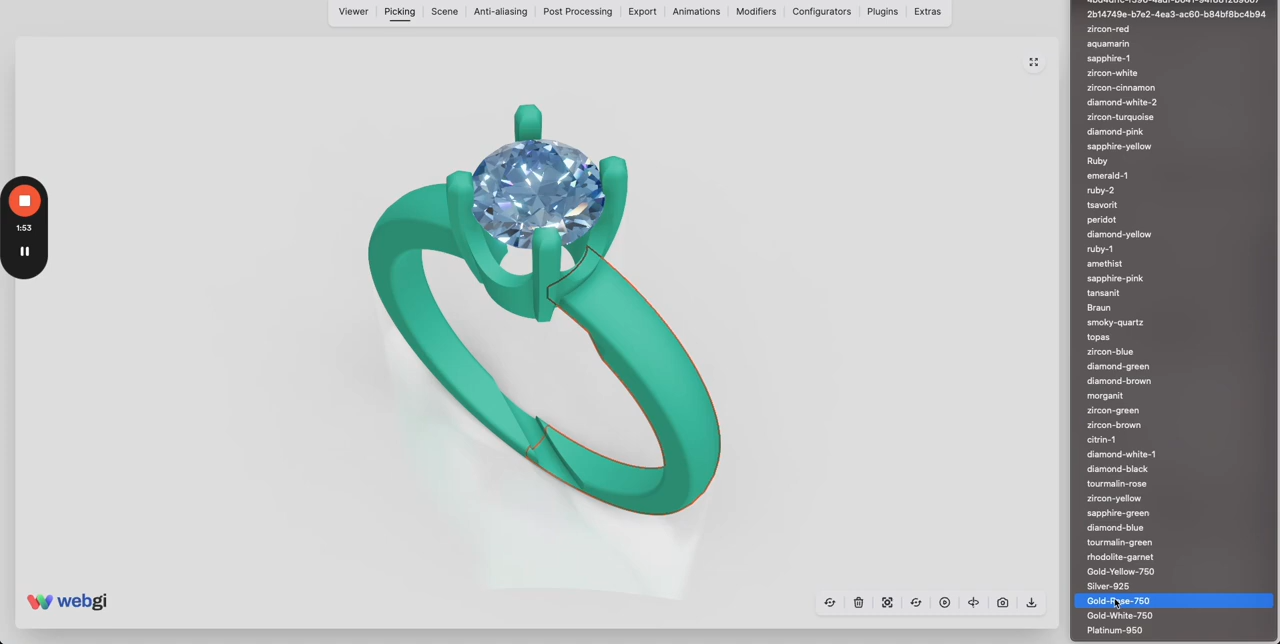 Viewer Picking Scene Anti-aliasing Post Processing Export Animations Modifiers Configurators Plugins Extras
1:53
webgi
2b14749e-b7e2-4ea3-ac60-b84bf8bc4b94
zircon-red
aquamarin
sapphire-1
zircon-white
zircon-cinnamon
diamond-white-2
zircon-turquoise
diamond-pink
sapphire-yellow
Ruby
emerald-1
ruby-2
tsavorit
peridot
diamond-yellow
ruby-1
amethist
sapphire-pink
tansanit
Braun
smoky-quartz
topas
zircon-blue
diamond-green
diamond-brown
morganit
zircon-green
zircon-brown
citrin-1
diamond-white-1
diamond-black
tourmalin-rose
zircon-yellow
sapphire-green
diamond-blue
tourmalin-green
rhodolite-garnet
Gold-Yellow-750
Silver-925
Gold-Rose-750
Gold-White-750
Platinum-950